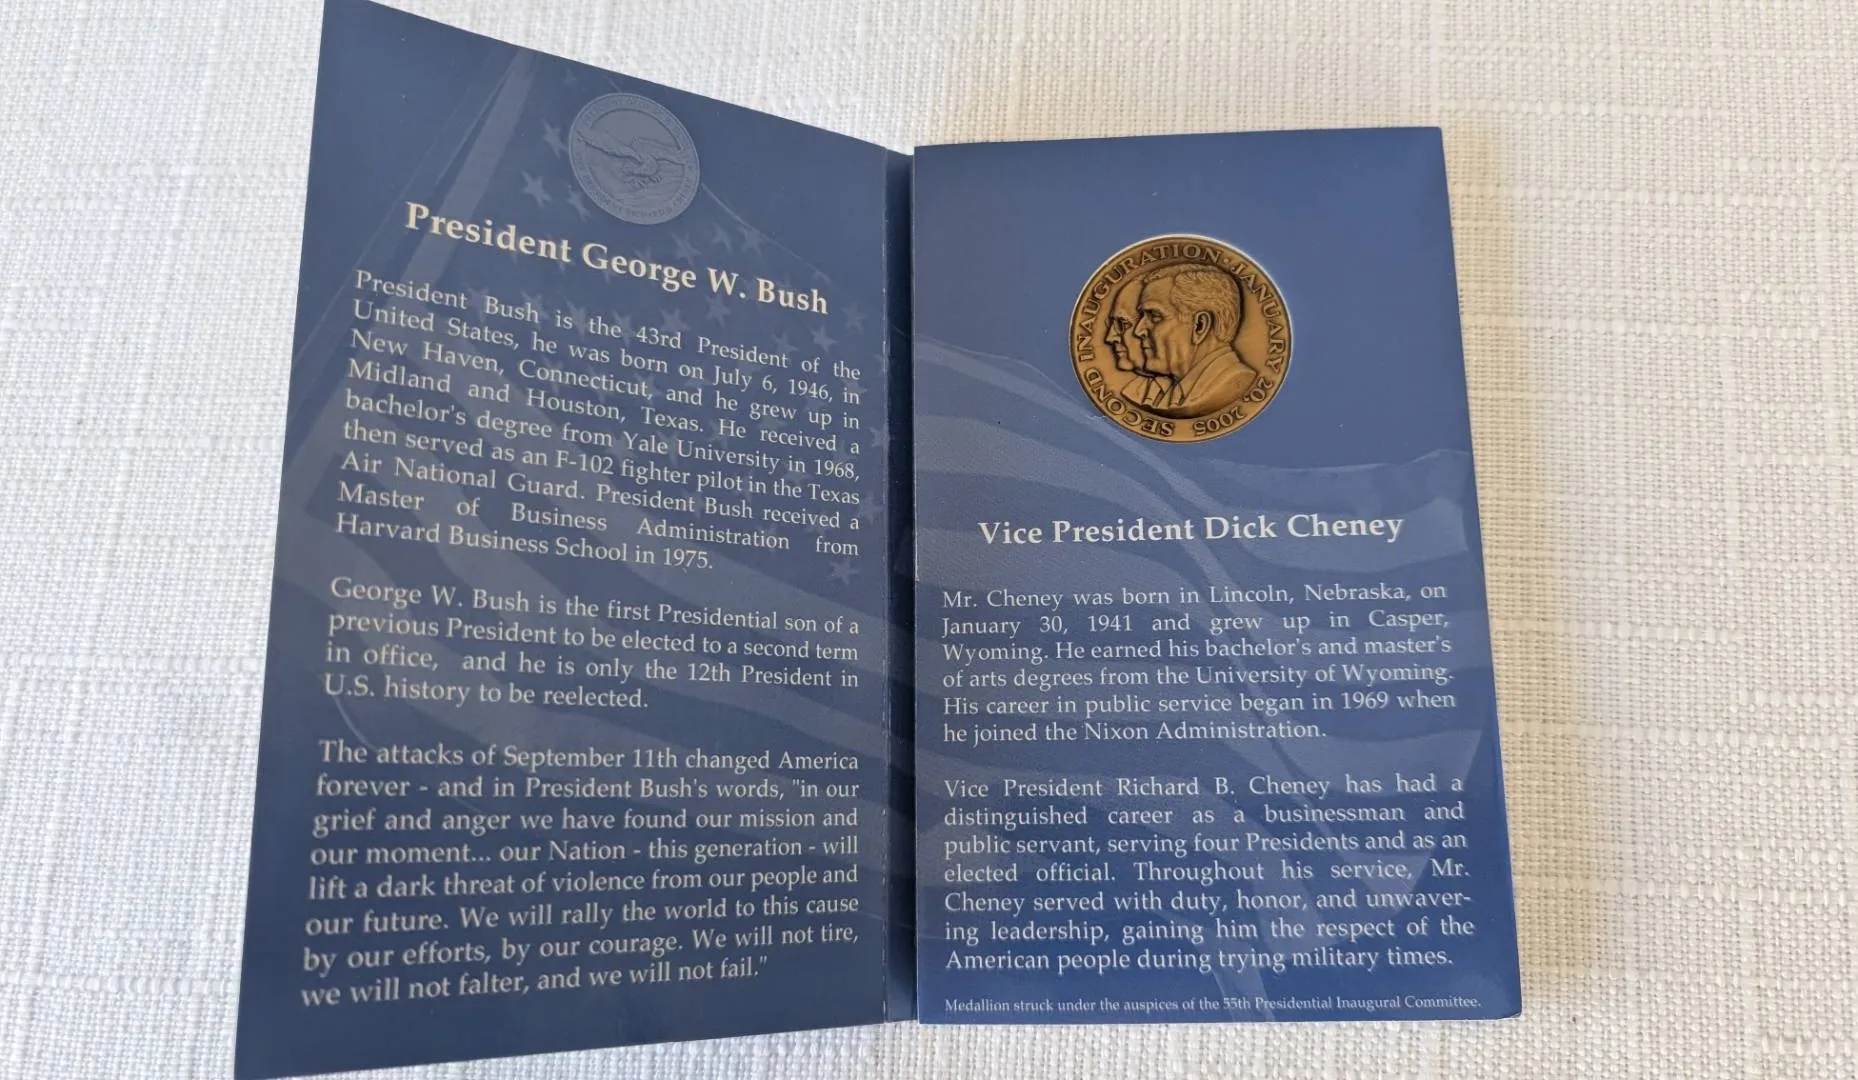 President George W. Bush
President Bush is the 43rd President of the
United States, he was born on July 6, 1946, in
New Haven, Connecticut, and he grew up in
Midland and Houston, Texas. He received a
bachelor's degree from Yale University in 1968,
then served as an F-102 fighter pilot in the Texas
Air National Guard. President Bush received a
Master of Business Administration from
Harvard Business School in 1975.
George W. Bush is the first Presidential son of a
previous President to be elected to a second term
in office, and he is only the 12th President in
U.S. history to be reelected.
The attacks of September 11th changed America
forever - and in President Bush's words, "in our
grief and anger we have found our mission and
our moment... our Nation - this generation - will
lift a dark threat of violence from our people and
our future. We will rally the world to this cause
by our efforts, by our courage. We will not tire,
we will not falter, and we will not fail."
SECOND INAUGURATION · JANUARY 20, 2005
Vice President Dick Cheney
Mr. Cheney was born in Lincoln, Nebraska, on
January 30, 1941 and grew up in Casper,
Wyoming. He earned his bachelor's and master's
of arts degrees from the University of Wyoming.
His career in public service began in 1969 when
he joined the Nixon Administration.
Vice President Richard B. Cheney has had a
distinguished career as a businessman and
public servant, serving four Presidents and as an
elected official. Throughout his service, Mr.
Cheney served with duty, honor, and unwaver-
ing leadership, gaining him the respect of the
American people during trying military times.
Medallion struck under the auspices of the 55th Presidential Inaugural Committee.